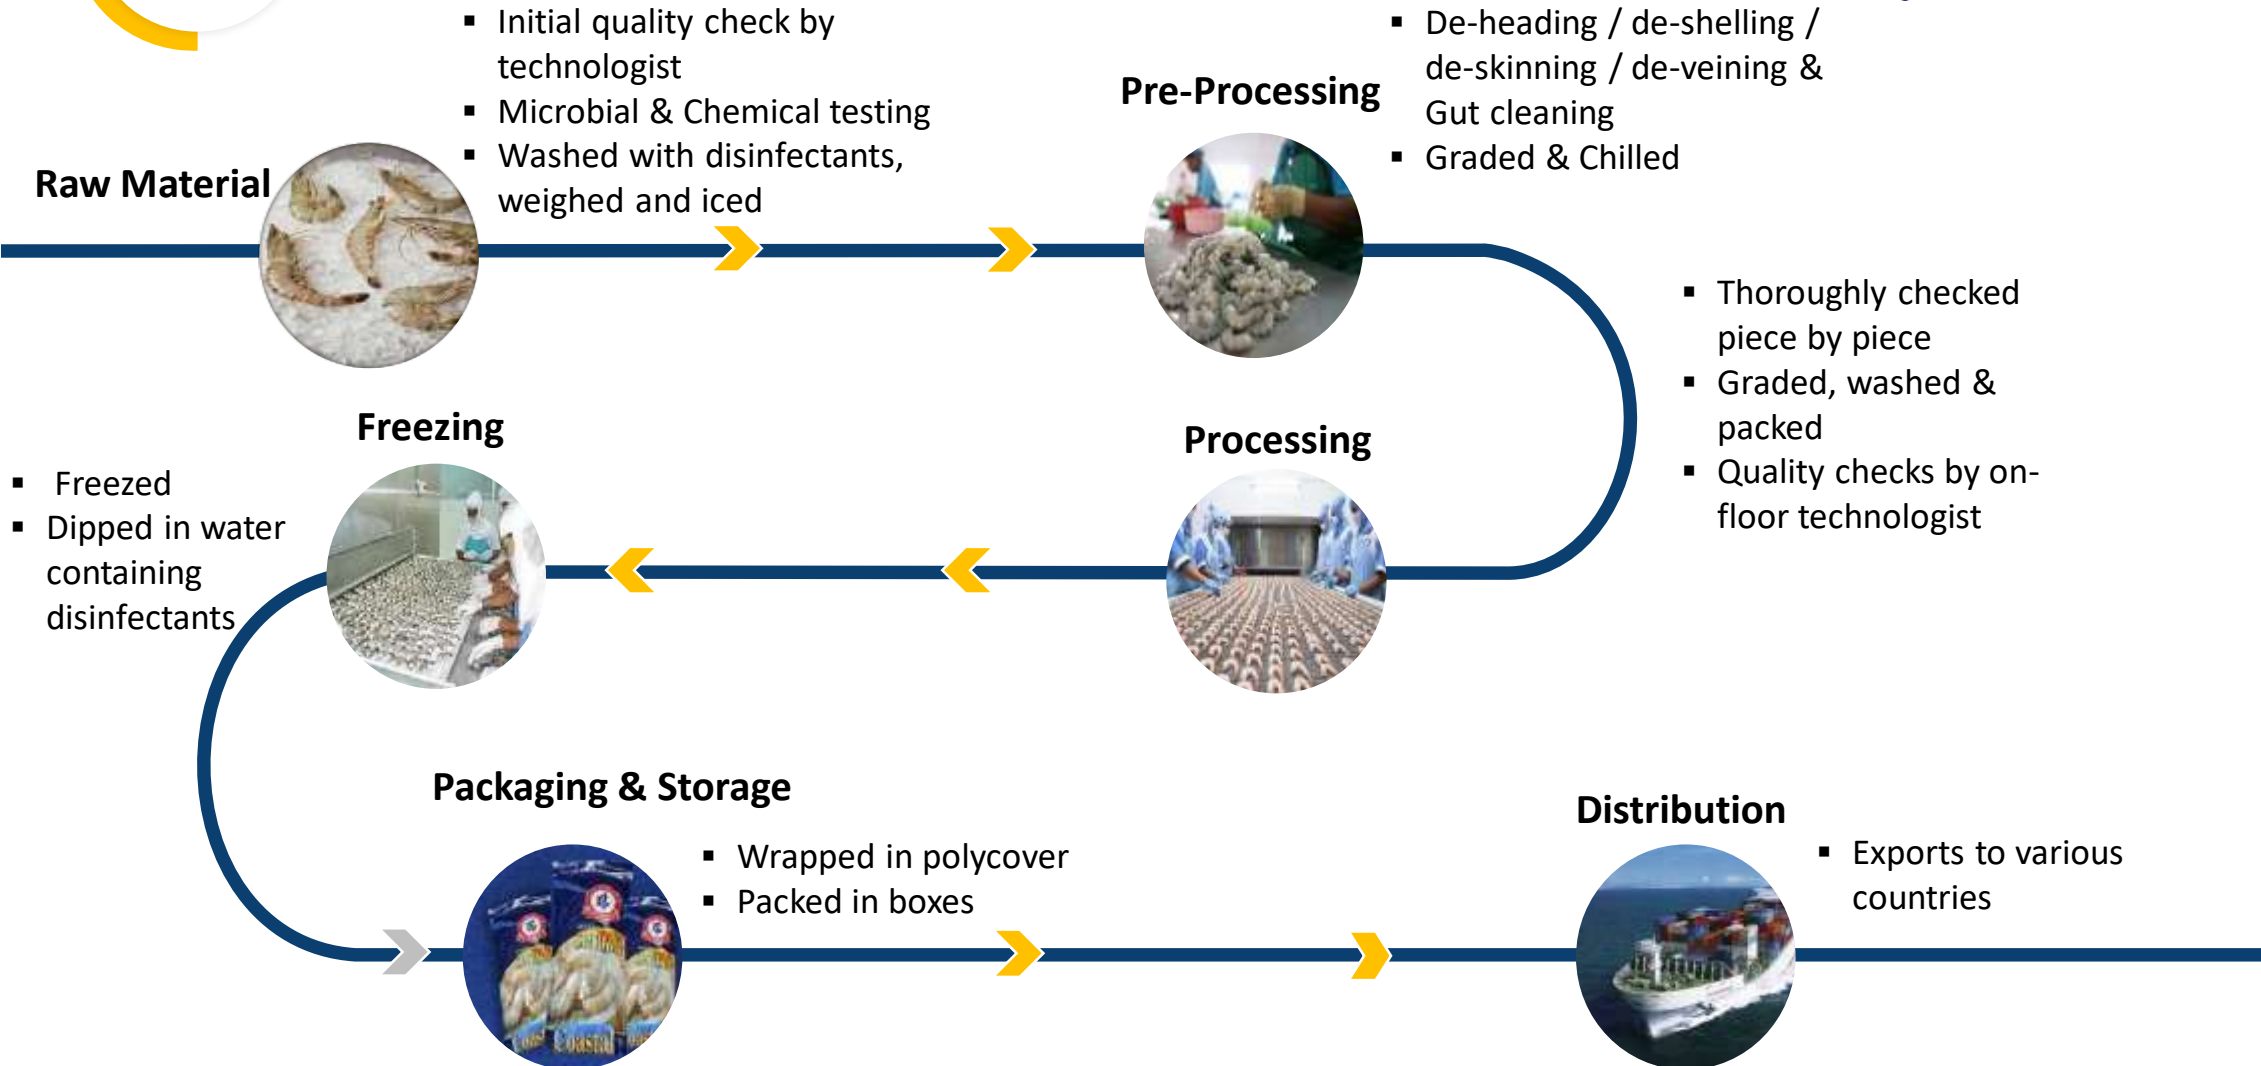 ▪ Initial quality check by
technologist
▪ Microbial & Chemical testing
▪ Washed with disinfectants,
weighed and iced
Raw Material
Pre-Processing
▪ De-heading / de-shelling /
de-skinning / de-veining &
Gut cleaning
▪ Graded & Chilled
▪ Thoroughly checked
piece by piece
▪ Graded, washed &
packed
▪ Quality checks by on-
floor technologist
Processing
Freezing
▪ Freezed
▪ Dipped in water
containing
disinfectants
Packaging & Storage
▪ Wrapped in polycover
▪ Packed in boxes
Coastal
Distribution
▪ Exports to various
countries